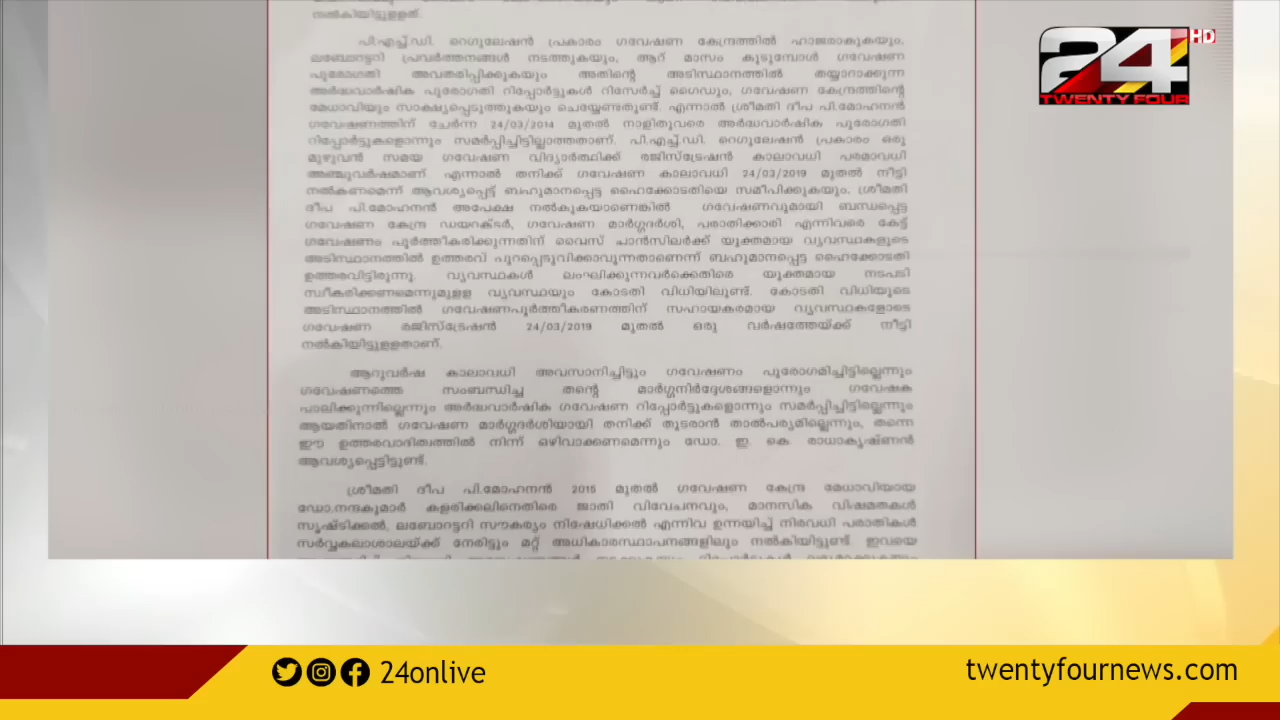 നൽകിയിട്ടുളളത്.
പി.എച്ച്.ഡി. റെഗുലേഷൻ പ്രകാരം ഗവേഷണ കേന്ദ്രത്തിൽ ഹാജരാകുകയും,
ലബോറട്ടറി പ്രവർത്തനങ്ങൾ നടത്തുകയും, ആറ് മാസം കൂടുമ്പോൾ ഗവേഷണ
പുരോഗതി അവതരിപ്പിക്കുകയും അതിന്റെ അടിസ്ഥാനത്തിൽ തയ്യാറാക്കുന്ന
അർദ്ധവാർഷിക പുരോഗതി റിപ്പോർട്ടുകൾ റിസേർച്ച് ഗൈഡും, ഗവേഷണ കേന്ദ്രത്തിന്റെ
മേധാവിയും സാക്ഷ്യപ്പെടുത്തുകയും ചെയ്യേണ്ടതുണ്ട്. എന്നാൽ ശ്രീമതി ദീപ പി.മോഹനൻ
ഗവേഷണത്തിന് ചേർന്ന 24/03/2014 മുതൽ നാളിതുവരെ അർദ്ധവാർഷിക പുരോഗതി
റിപ്പോർട്ടുകളൊന്നും സമർപ്പിച്ചിട്ടില്ലാത്തതാണ്. പി.എച്ച്.ഡി. റെഗുലേഷൻ പ്രകാരം ഒരു
മുഴുവൻ സമയ ഗവേഷണ വിദ്യാർത്ഥിക്ക് രജിസ്ട്രേഷൻ കാലാവധി പരമാവധി
അഞ്ചുവർഷമാണ് എന്നാൽ തനിക്ക് ഗവേഷണ കാലാവധി 24/03/2019 മുതൽ നീട്ടി
നൽകണമെന്ന് ആവശ്യപ്പെട്ട് ബഹുമാനപ്പെട്ട ഹൈക്കോടതിയെ സമീപിക്കുകയും, ശ്രീമതി
ദീപ പി.മോഹനൻ അപേക്ഷ നൽകുകയാണെങ്കിൽ ഗവേഷണവുമായി ബന്ധപ്പെട്ട
ഗവേഷണ കേന്ദ്ര ഡയറക്ടർ, ഗവേഷണ മാർഗ്ഗദർശി, പരാതിക്കാരി എന്നിവരെ കേട്ട്
ഗവേഷണം പൂർത്തീകരിക്കുന്നതിന് വൈസ് ചാൻസിലർക്ക് യുക്തമായ വ്യവസ്ഥകളുടെ
അടിസ്ഥാനത്തിൽ ഉത്തരവ് പുറപ്പെടുവിക്കാവുന്നതാണെന്ന് ബഹുമാനപ്പെട്ട ഹൈക്കോടതി
ഉത്തരവിട്ടിരുന്നു. വ്യവസ്ഥകൾ ലംഘിക്കുന്നവർക്കെതിരെ യുക്തമായ നടപടി
സ്വീകരിക്കണമെന്നുമുളള വ്യവസ്ഥയും കോടതി വിധിയിലുണ്ട്. കോടതി വിധിയുടെ
അടിസ്ഥാനത്തിൽ ഗവേഷണപൂർത്തീകരണത്തിന് സഹായകരമായ വ്യവസ്ഥകളോടെ
ഗവേഷണ രജിസ്ട്രേഷൻ 24/03/2019 മുതൽ ഒരു വർഷത്തേയ്ക്ക് നീട്ടി
നൽകിയിട്ടുളളതാണ്.
ആറുവർഷ കാലാവധി അവസാനിച്ചിട്ടും ഗവേഷണം പുരോഗമിച്ചിട്ടില്ലെന്നും
ഗവേഷണത്തെ സംബന്ധിച്ച തന്റെ മാർഗ്ഗനിർദ്ദേശങ്ങളൊന്നും ഗവേഷക
പാലിക്കുന്നില്ലെന്നും അർദ്ധവാർഷിക ഗവേഷണ റിപ്പോർട്ടുകളൊന്നും സമർപ്പിച്ചിട്ടില്ലെന്നും
ആയതിനാൽ ഗവേഷണ മാർഗ്ഗദർശിയായി തനിക്ക് തുടരാൻ താൽപര്യമില്ലെന്നും, തന്നെ
ഈ ഉത്തരവാദിത്വത്തിൽ നിന്ന് ഒഴിവാക്കണമെന്നും ഡോ. ഇ. കെ. രാധാകൃഷ്ണൻ
ആവശ്യപ്പെട്ടിട്ടുണ്ട്.
ശ്രീമതി ദീപ പി.മോഹനൻ 2015 മുതൽ ഗവേഷണ കേന്ദ്ര മേധാവിയായ
ഡോ.നന്ദകുമാർ കളരിക്കലിനെതിരെ ജാതി വിവേചനവും, മാനസിക വിഷമതകൾ
സൃഷ്ടിക്കൽ, ലബോറട്ടറി സൗകര്യം നിഷേധിക്കൽ എന്നിവ ഉന്നയിച്ച് നിരവധി പരാതികൾ
സർവ്വകലാശാലയ്ക്ക് നേരിട്ടും മറ്റ് അധികാരസ്ഥാപനങ്ങളിലും നൽകിയിട്ടുണ്ട്. ഇവയെ
24 HD
TWENTY FOUR
24onlive
twentyfournews.com